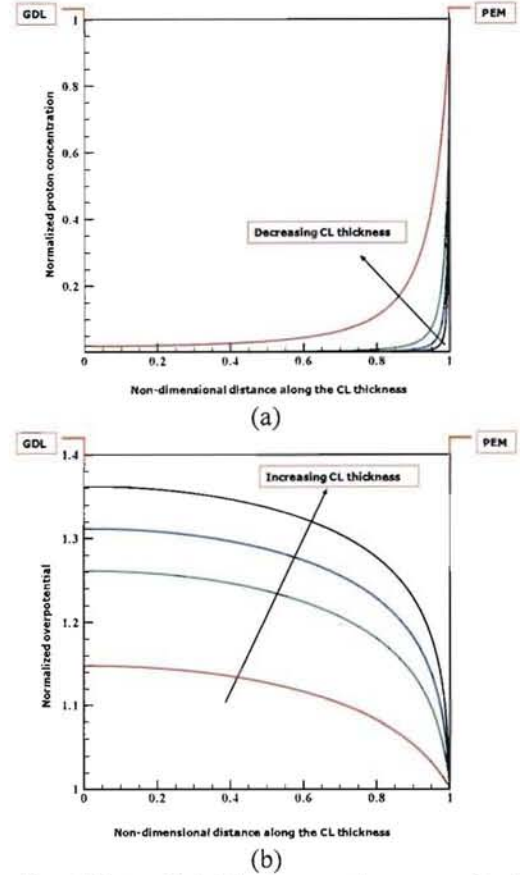 GDL
PEM
1
0.8
0.6
0.4
0.2
Normalized proton concentration
Decreasing CL thickness
0 0.2 0.4 0.6 0.8 1
Non-dimensional distance along the CL thickness
(a)
GDL
PEM
1.4
1.3
1.2
1.1
1
Normalized overpotential
Increasing CL thickness
0 0.2 0.4 0.6 0.8 1
Non-dimensional distance along the CL thickness
(b)